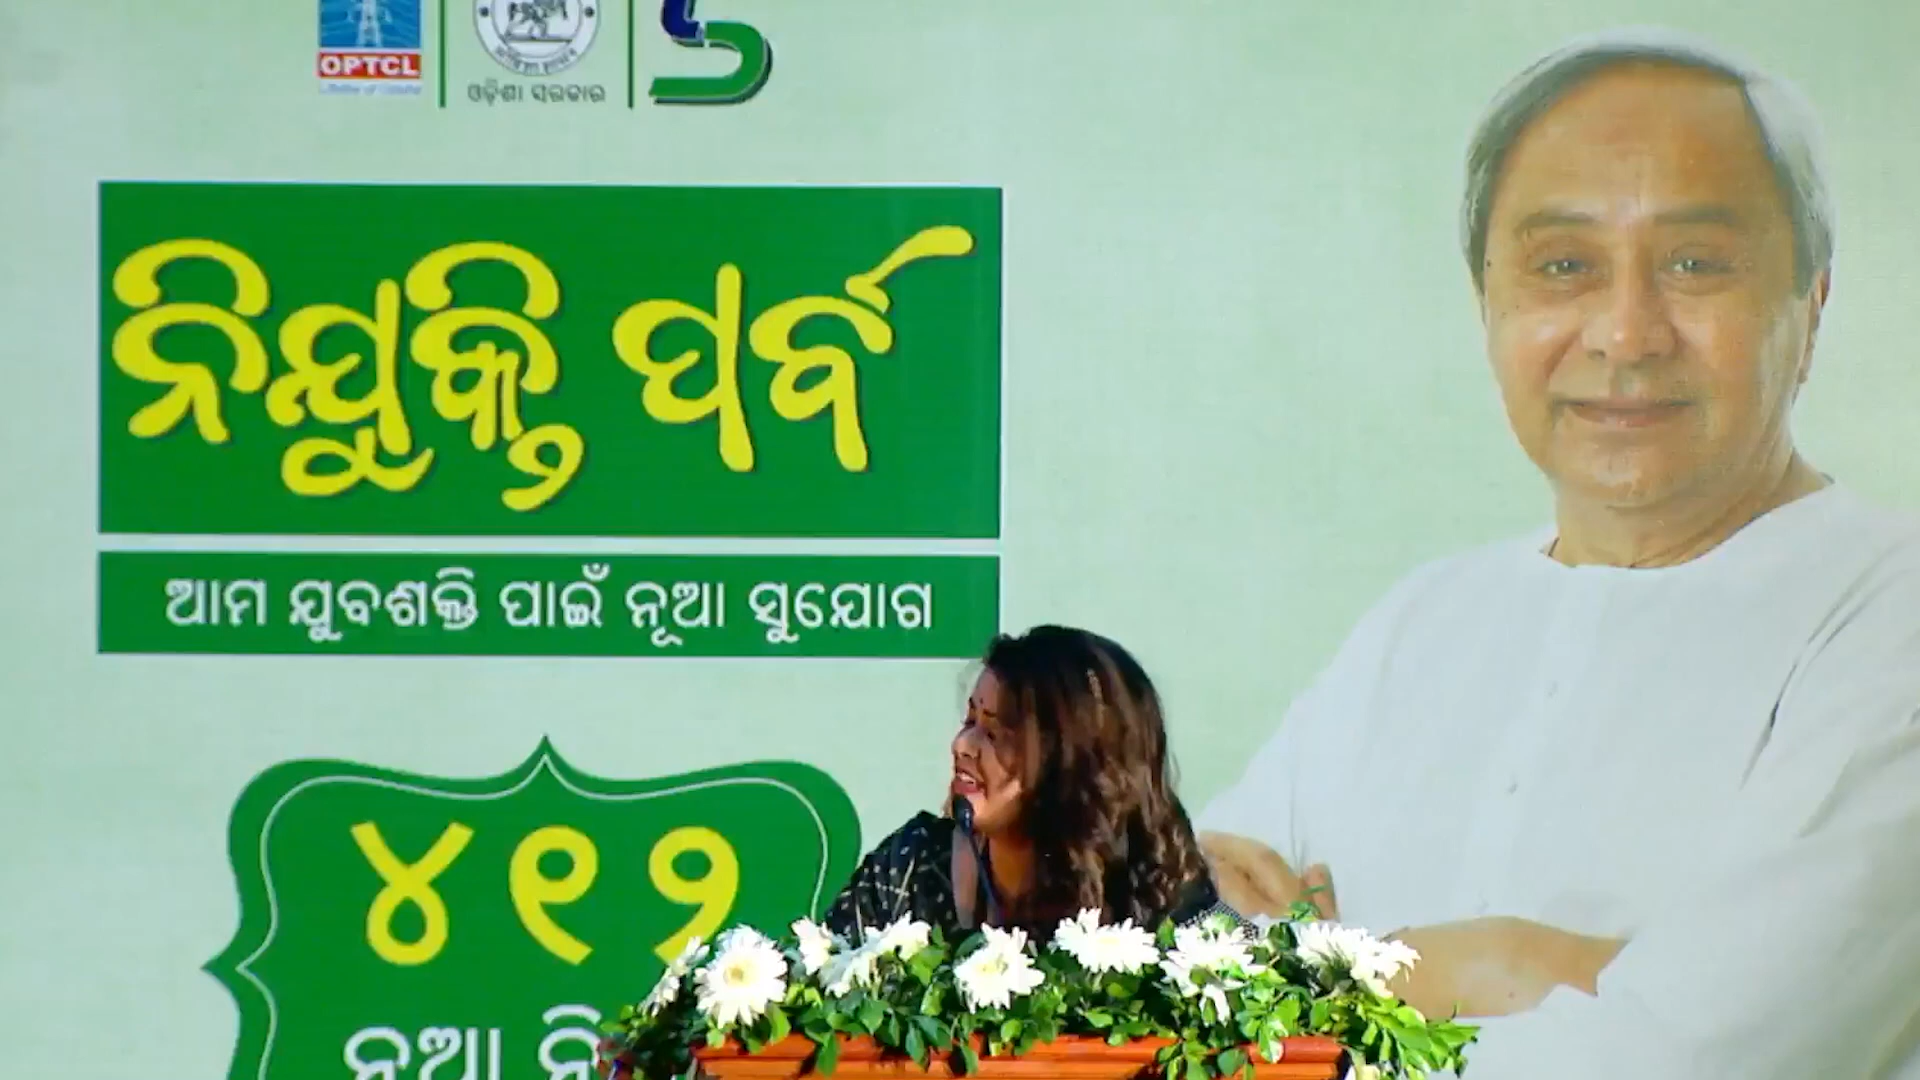 OPTCL
ଓଡ଼ିଶା ସରକାର
ନିଯୁକ୍ତି ପର୍ବ
ଆମ ଯୁବଶକ୍ତି ପାଇଁ ନୂଆ ସୁଯୋଗ
୪୧୨
ନୂଆ